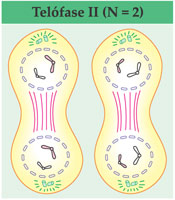 Telófase II (N = 2)